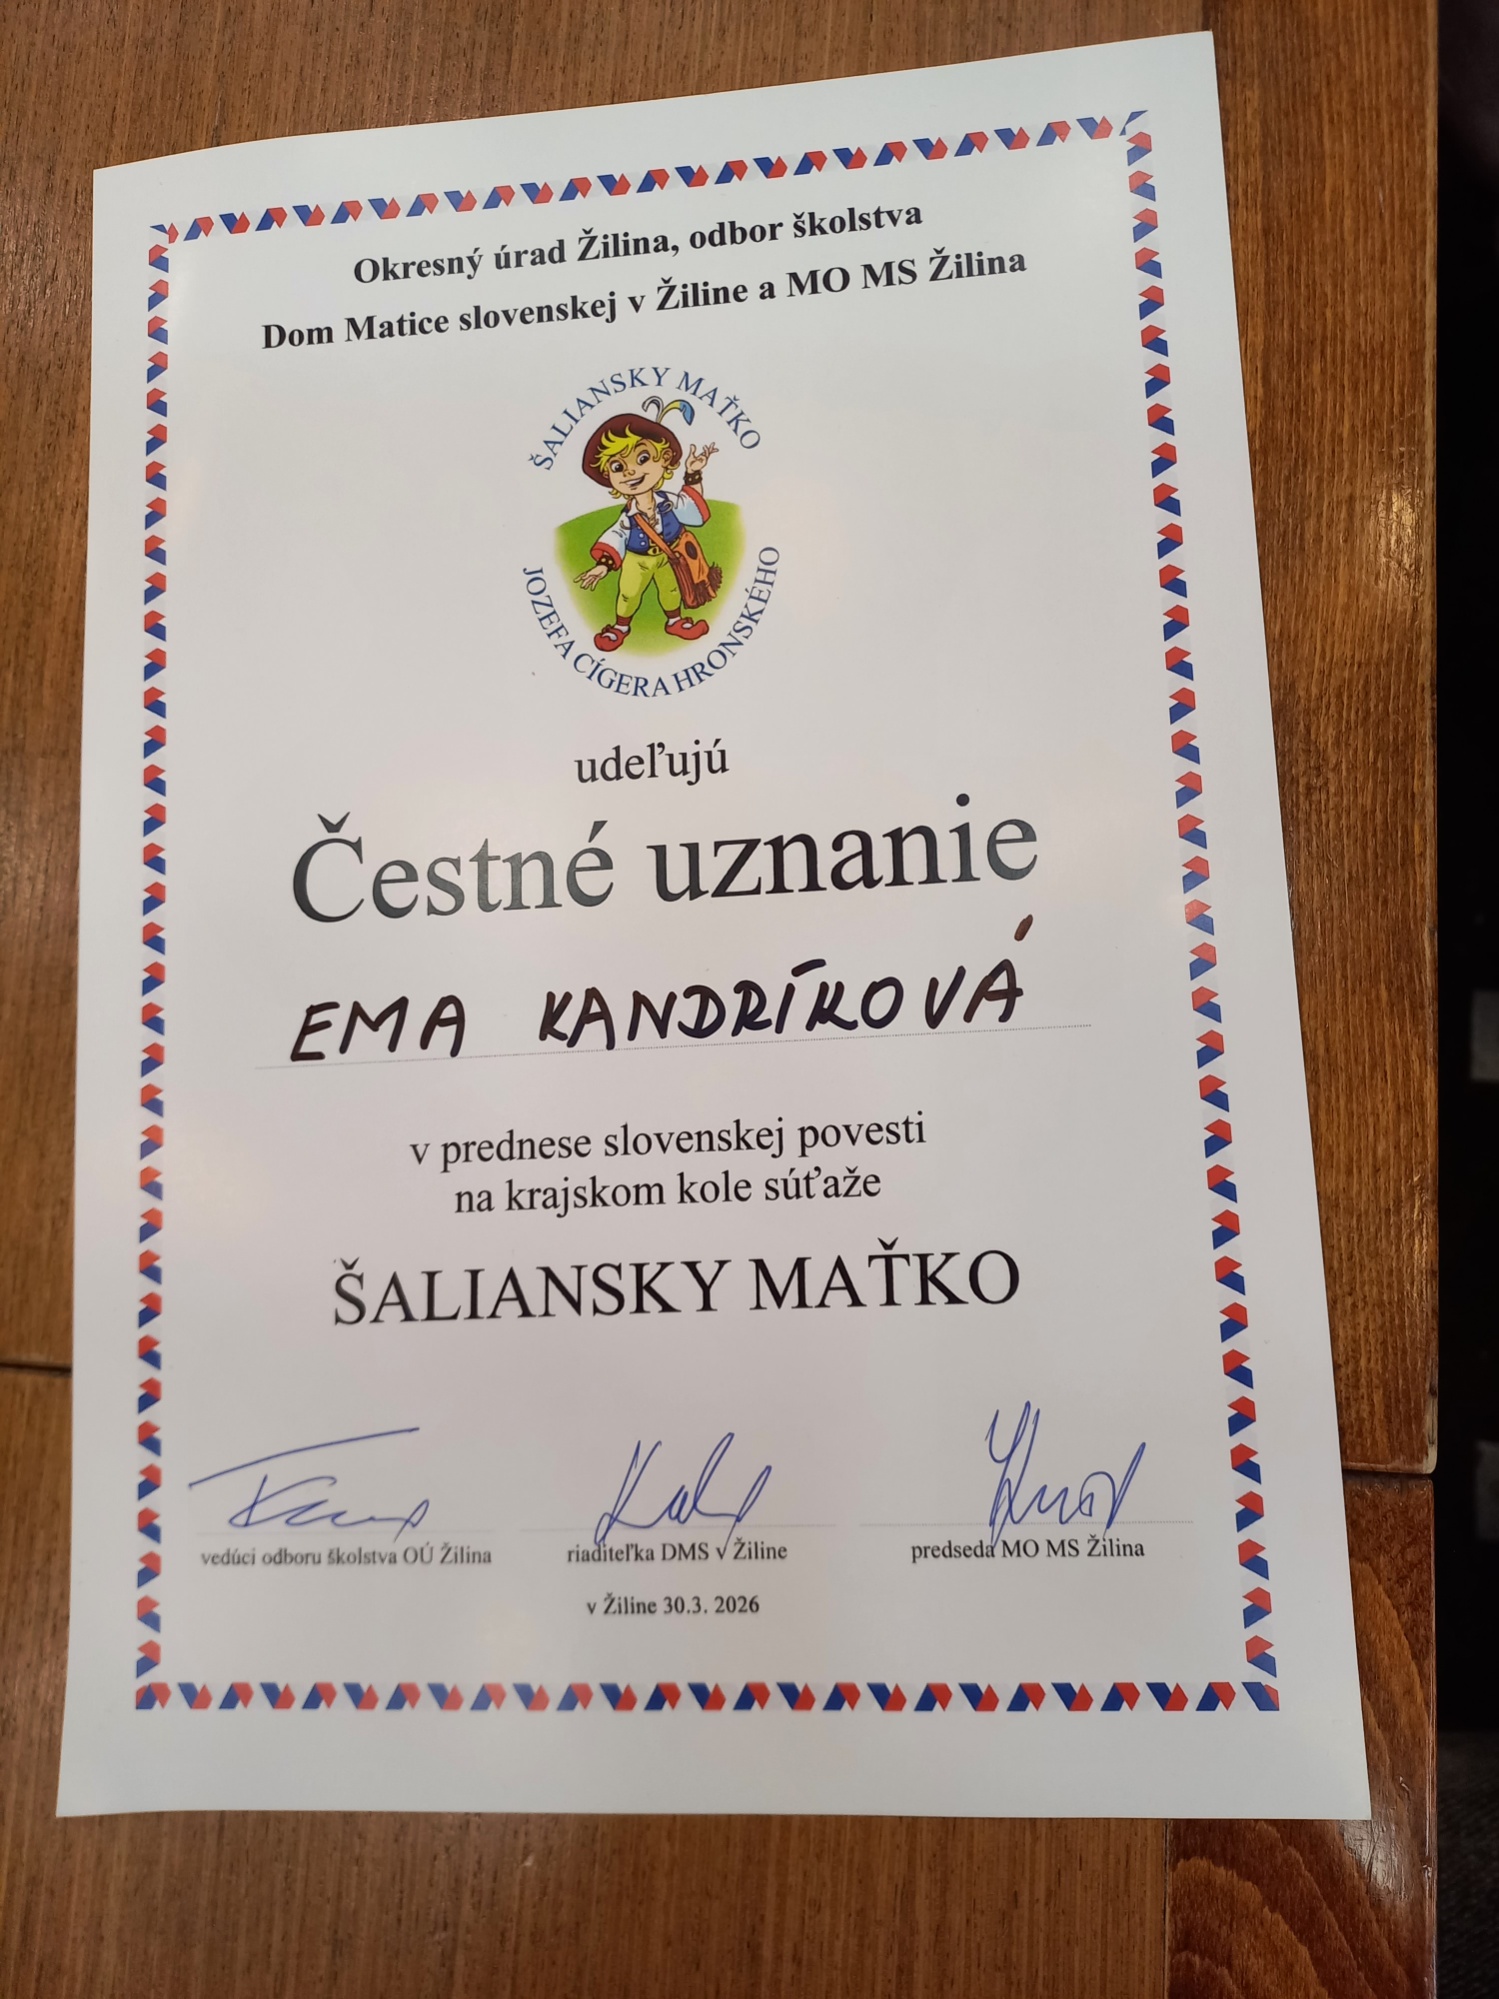 Okresný úrad Žilina, odbor školstva
Dom Matice slovenskej v Žiline a MO MS Žilina
ŠALIANSKY MAŤKO
JOZEFA CÍGERA HRONSKÉHO
udeľujú
Čestné uznanie
EMA KANDRÍKOVÁ
v prednese slovenskej povesti
na krajskom kole súťaže
ŠALIANSKY MAŤKO
vedúci odboru školstva OÚ Žilina
riaditeľka DMS v Žiline
predseda MO MS Žilina
v Žiline 30.3. 2026